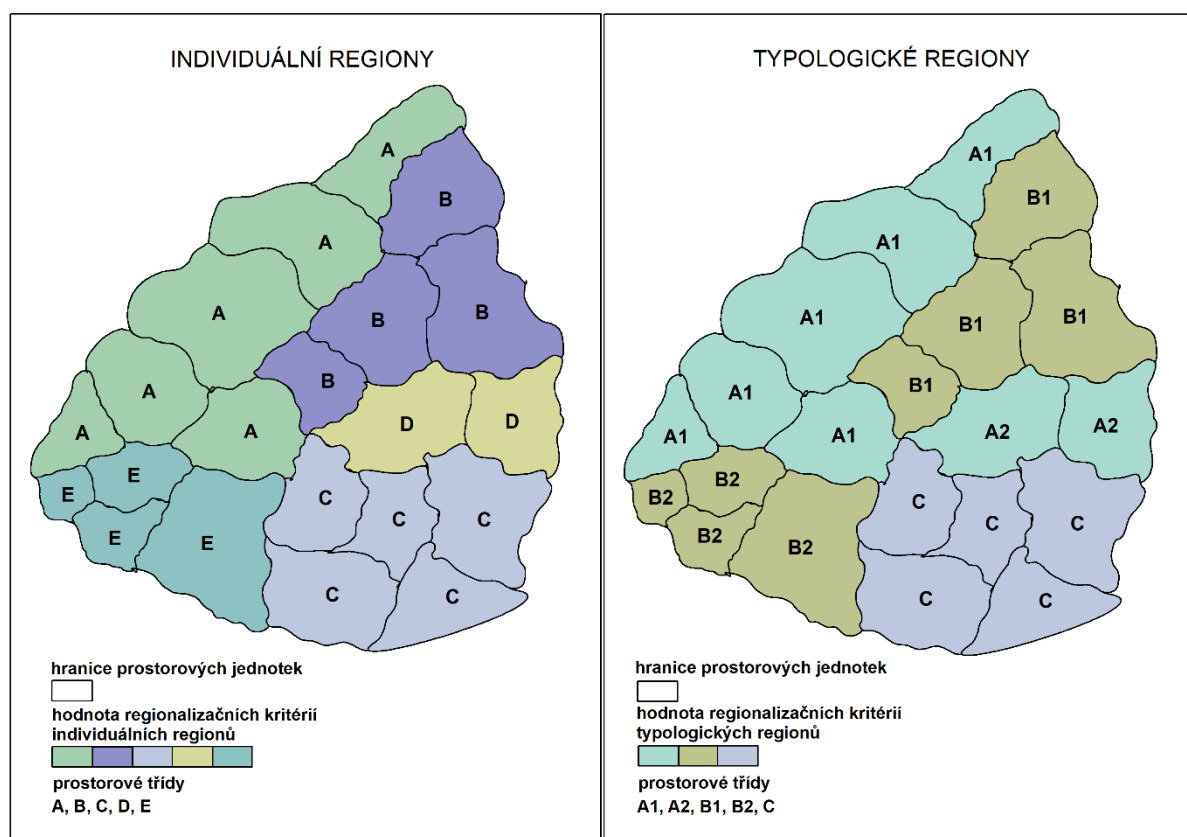 INDIVIDUÁLNÍ REGIONY
A
B
A
B
B
A
B
A
D
D
A
A
E
E
C
C
C
E
E
C
C
hranice prostorových jednotek
hodnota regionalizačních kritérií
individuálních regionů
prostorové třídy
A, B, C, D, E
TYPOLOGICKÉ REGIONY
A1
B1
A1
B1
B1
A1
B1
A1
A2
A2
A1
A1
B2
B2
C
C
C
B2
B2
C
C
hranice prostorových jednotek
hodnota regionalizačních kritérií
typologických regionů
prostorové třídy
A1, A2, B1, B2, C